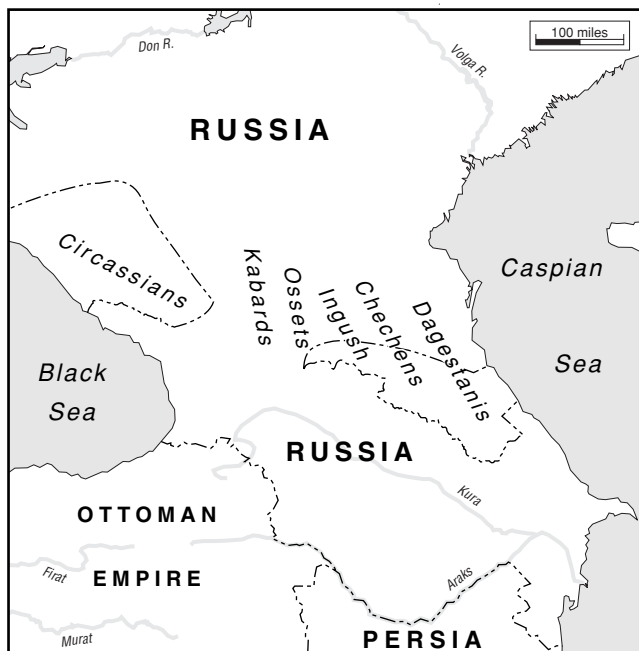 100 miles
Don R.
Volga R.
RUSSIA
Circassians
Kabards
Ossets
Ingush
Chechens
Dagestanis
Caspian
Sea
Black
Sea
RUSSIA
Kura
OTTOMAN
EMPIRE
Firat
Araks
Murat
PERSIA